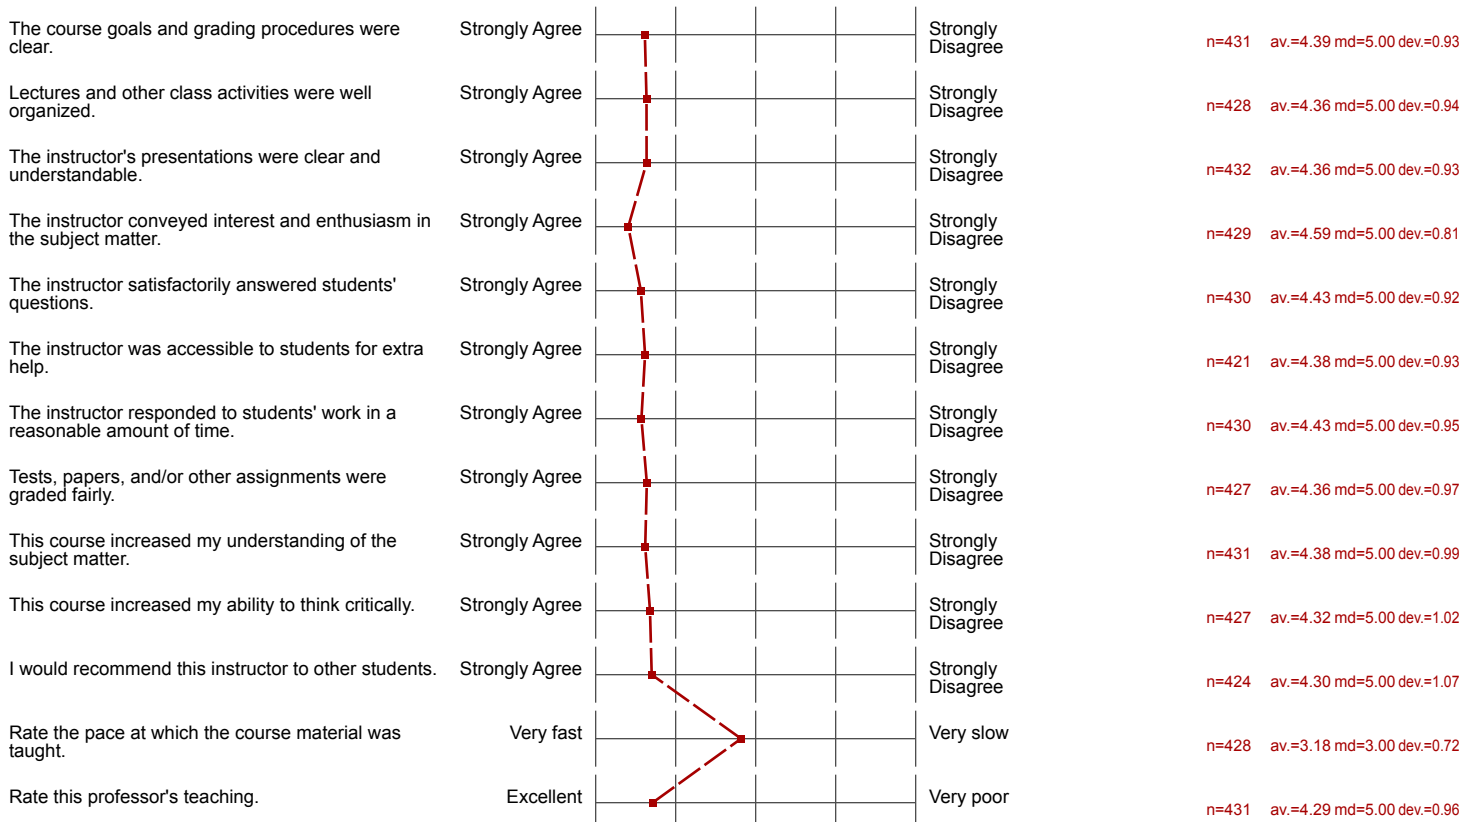 The course goals and grading procedures were
clear.
Strongly Agree
Strongly
Disagree
n=431 av.=4.39 md=5.00 dev.=0.93
Lectures and other class activities were well
organized.
Strongly Agree
Strongly
Disagree
n=428 av.=4.36 md=5.00 dev.=0.94
The instructor's presentations were clear and
understandable.
Strongly Agree
Strongly
Disagree
n=432 av.=4.36 md=5.00 dev.=0.93
The instructor conveyed interest and enthusiasm in
the subject matter.
Strongly Agree
Strongly
Disagree
n=429 av.=4.59 md=5.00 dev.=0.81
The instructor satisfactorily answered students'
questions.
Strongly Agree
Strongly
Disagree
n=430 av.=4.43 md=5.00 dev.=0.92
The instructor was accessible to students for extra
help.
Strongly Agree
Strongly
Disagree
n=421 av.=4.38 md=5.00 dev.=0.93
The instructor responded to students' work in a
reasonable amount of time.
Strongly Agree
Strongly
Disagree
n=430 av.=4.43 md=5.00 dev.=0.95
Tests, papers, and/or other assignments were
graded fairly.
Strongly Agree
Strongly
Disagree
n=427 av.=4.36 md=5.00 dev.=0.97
This course increased my understanding of the
subject matter.
Strongly Agree
Strongly
Disagree
n=431 av.=4.38 md=5.00 dev.=0.99
This course increased my ability to think critically.
Strongly Agree
Strongly
Disagree
n=427 av.=4.32 md=5.00 dev.=1.02
I would recommend this instructor to other students.
Strongly Agree
Strongly
Disagree
n=424 av.=4.30 md=5.00 dev.=1.07
Rate the pace at which the course material was
taught.
Very fast
Very slow
n=428 av.=3.18 md=3.00 dev.=0.72
Rate this professor's teaching.
Excellent
Very poor
n=431 av.=4.29 md=5.00 dev.=0.96